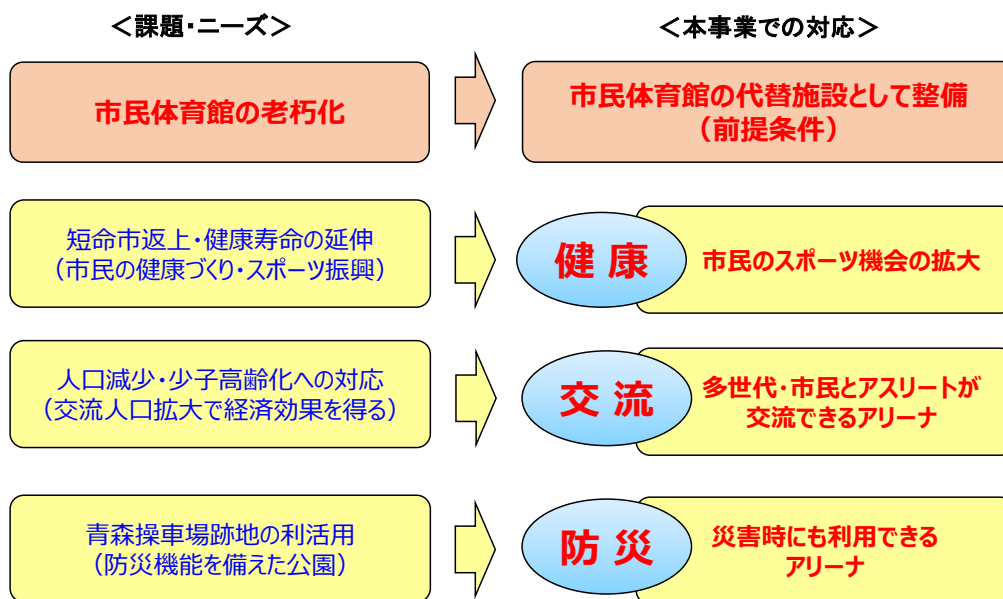 ＜課題・ニーズ＞
＜本事業での対応＞
市民体育館の老朽化
市民体育館の代替施設として整備
（前提条件）
短命市返上・健康寿命の延伸
（市民の健康づくり・スポーツ振興）
健 康
市民のスポーツ機会の拡大
人口減少・少子高齢化への対応
（交流人口拡大で経済効果を得る）
交 流
多世代・市民とアスリートが
交流できるアリーナ
青森操車場跡地の利活用
（防災機能を備えた公園）
防 災
災害時にも利用できる
アリーナ